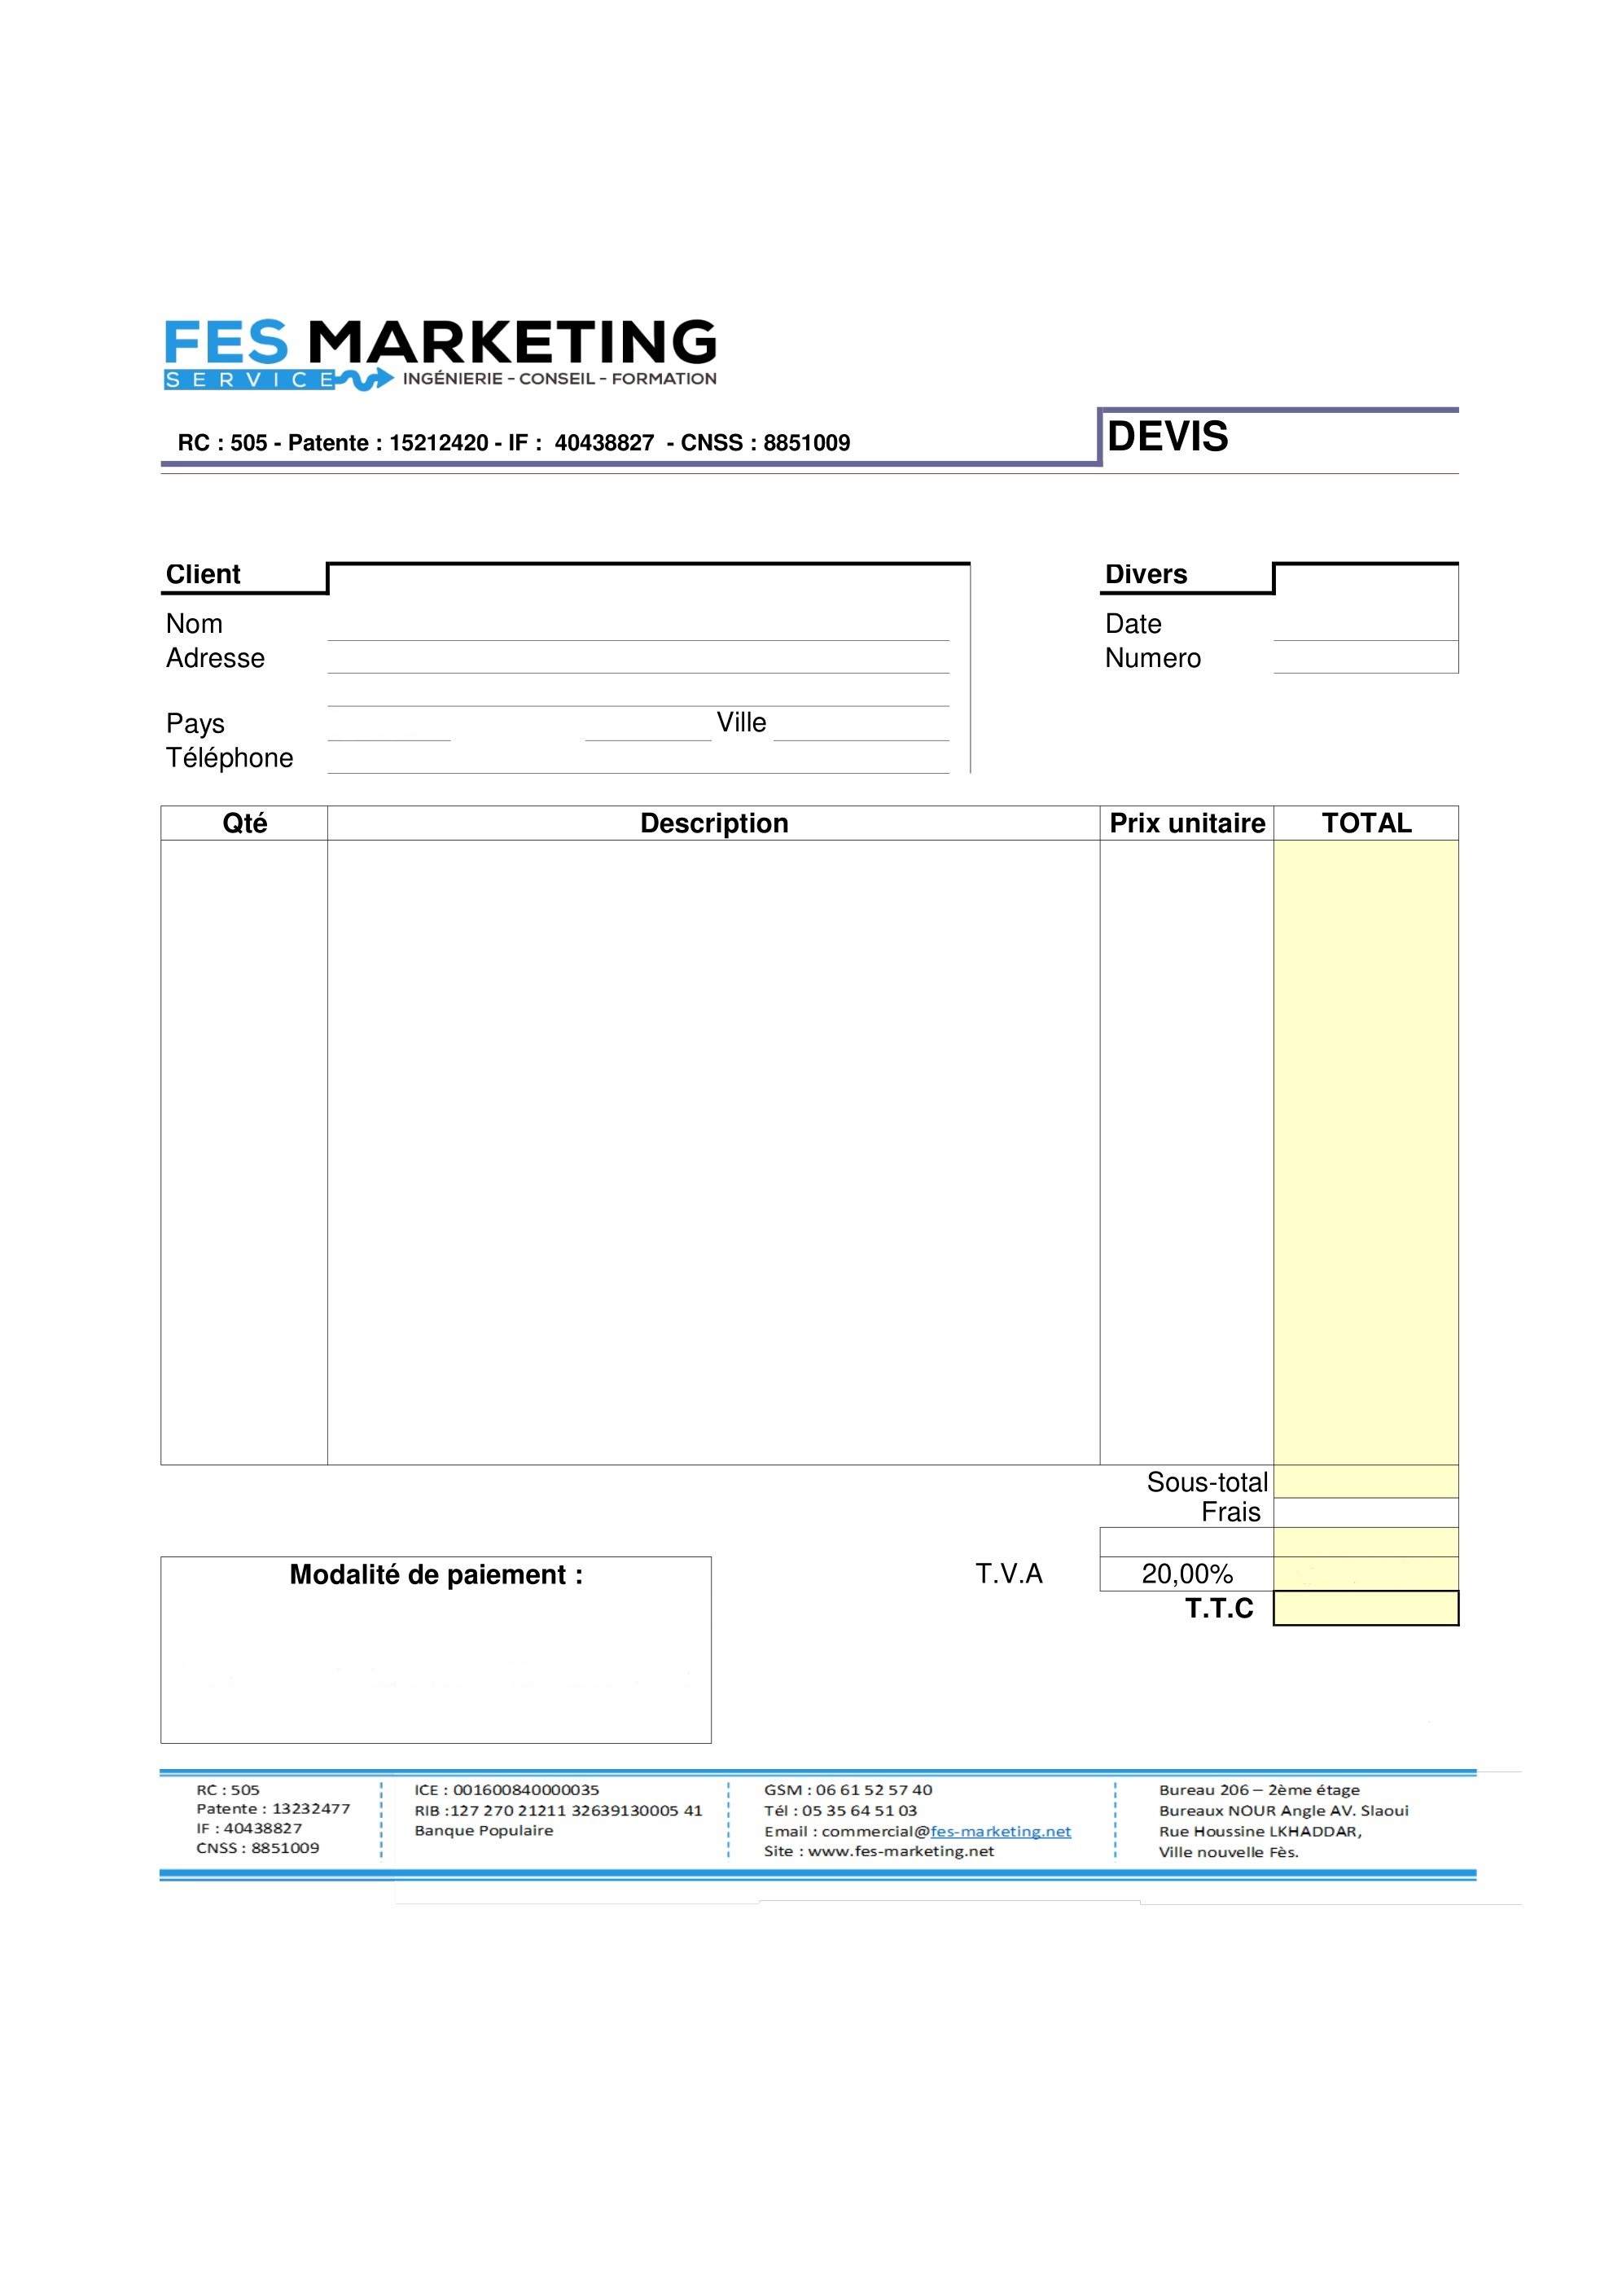 FES MARKETING
SERVICE INGÉNIERIE – CONSEIL – FORMATION
RC : 505 - Patente : 15212420 - IF :  40438827  - CNSS : 8851009
DEVIS
Client
Divers
Nom
Date
Adresse
Numero
Pays Ville
Téléphone
Qté Description Prix unitaire TOTAL
Sous-total
Frais
Modalité de paiement :
T.V.A 20,00%
T.T.C
RC : 505
Patente : 13232477
IF : 40438827
CNSS : 8851009
ICE : 001600840000035
RIB :127 270 21211 32639130005 41
Banque Populaire
GSM : 06 61 52 57 40
Tél : 05 35 64 51 03
Email : commercial@fes-marketing.net
Site : www.fes-marketing.net
Bureau 206 – 2ème étage
Bureaux NOUR Angle AV. Slaoui
Rue Houssine LKHADDAR,
Ville nouvelle Fès.